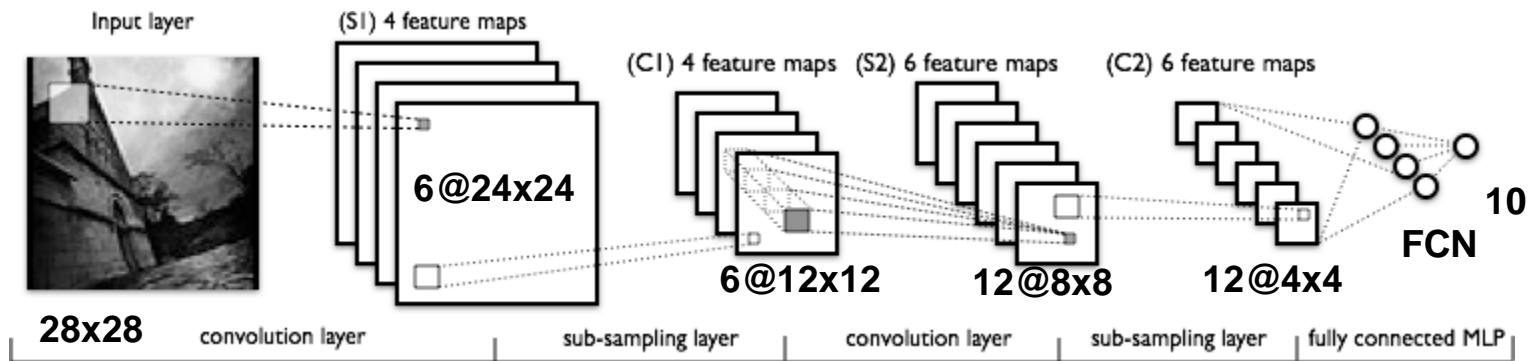 Input layer
(S1) 4 feature maps
(C1) 4 feature maps
(S2) 6 feature maps
(C2) 6 feature maps
6@24x24
10
FCN
6@12x12
12@8x8
12@4x4
28x28
convolution layer
sub-sampling layer
convolution layer
sub-sampling layer
fully connected MLP